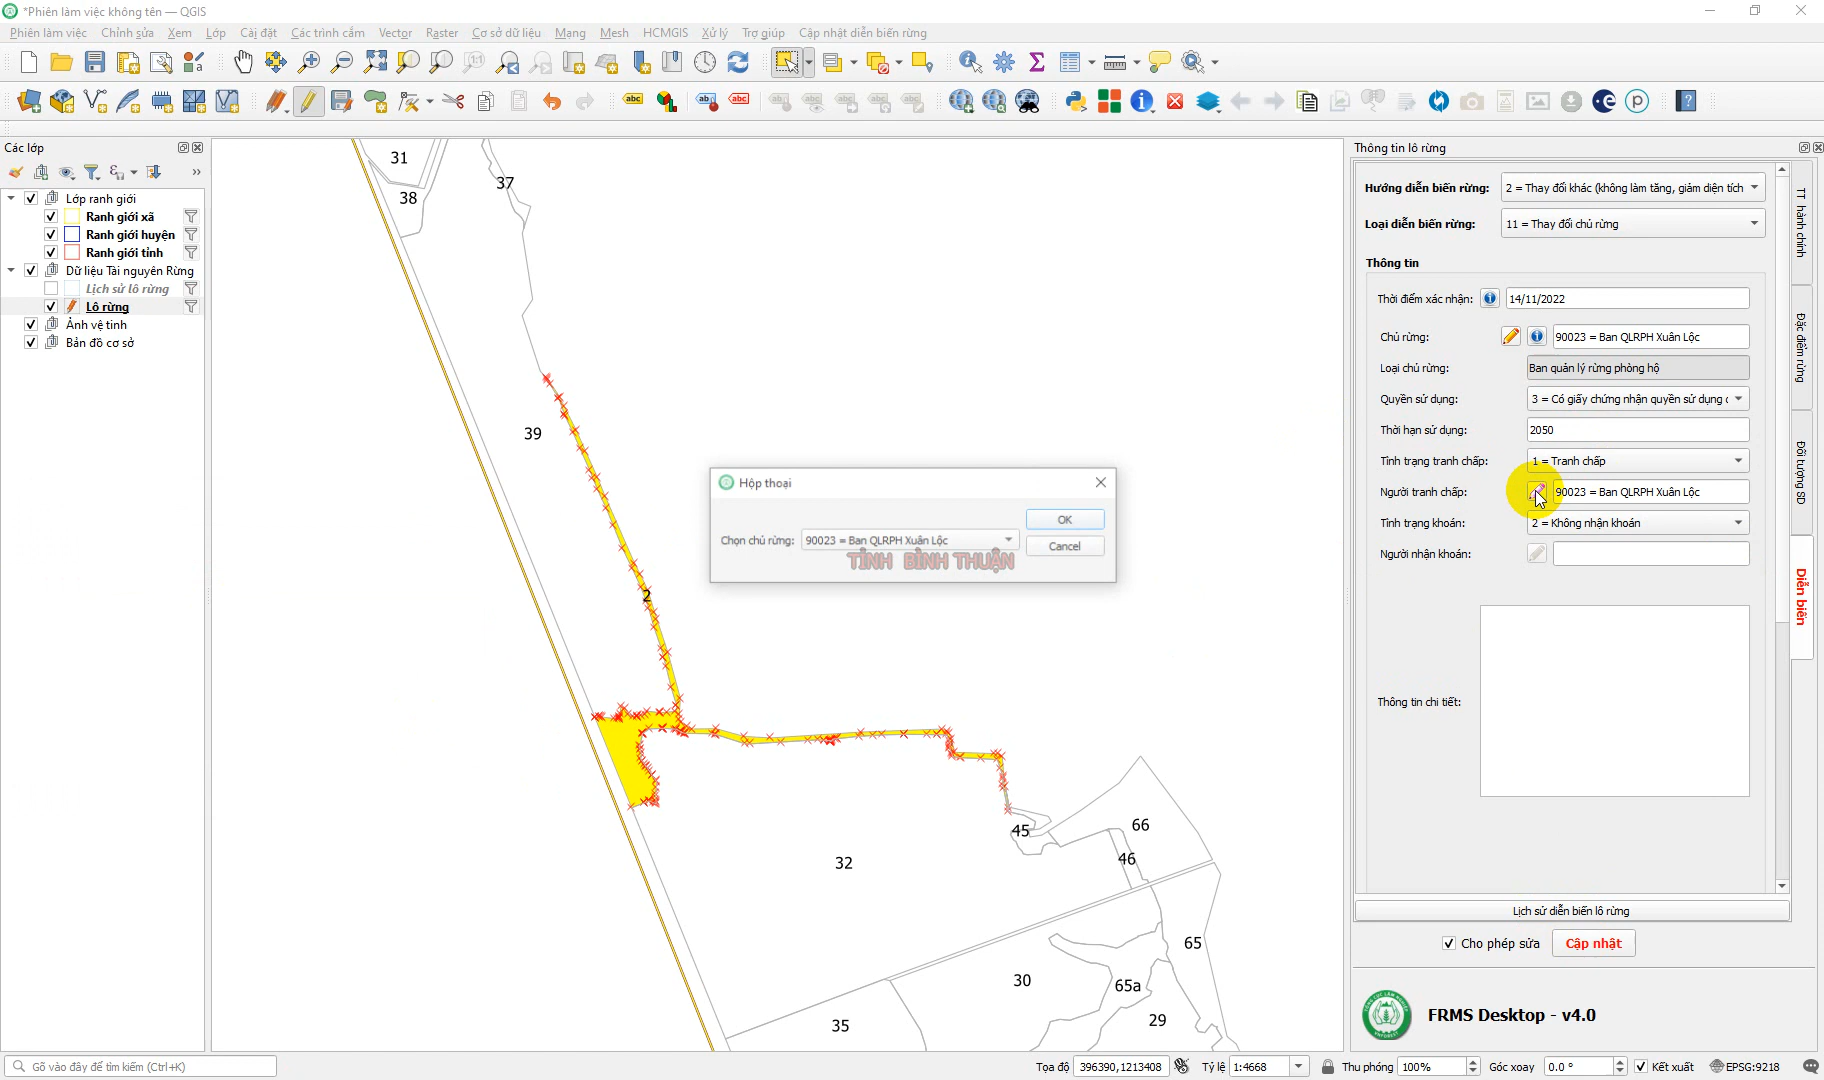 *Phiên làm việc không tên — QGIS
Phiên làm việc Chỉnh sửa Xem Lớp Cài đặt Các trình cắm Vector Raster Cơ sở dữ liệu Mạng Mesh HCMGIS Xử lý Trợ giúp Cập nhật diễn biến rừng
Các lớp
Lớp ranh giới
Ranh giới xã
Ranh giới huyện
Ranh giới tỉnh
Dữ liệu Tài nguyên Rừng
Lịch sử lô rừng
Lô rừng
Ảnh vệ tinh
Bản đồ cơ sở
31
38
37
39
2
32
45
66
46
65
30
65a
29
35
TỈNH BÌNH THUẬN
Hộp thoại
Chọn chủ rừng: 90023 = Ban QLRPH Xuân Lộc
OK
Cancel
Thông tin lô rừng
Hướng diễn biến rừng: 2 = Thay đổi khác (không làm tăng, giảm diện tích
Loại diễn biến rừng: 11 = Thay đổi chủ rừng
Thông tin
Thời điểm xác nhận: 14/11/2022
Chủ rừng: 90023 = Ban QLRPH Xuân Lộc
Loại chủ rừng: Ban quản lý rừng phòng hộ
Quyền sử dụng: 3 = Có giấy chứng nhận quyền sử dụng
Thời hạn sử dụng: 2050
Tình trạng tranh chấp: 1 = Tranh chấp
Người tranh chấp: 90023 = Ban QLRPH Xuân Lộc
Tình trạng khoán: 2 = Không nhận khoán
Người nhận khoán:
Thông tin chi tiết:
TT hành chính
Đặc điểm rừng
Đối tượng SD
Diễn biến
Lịch sử diễn biến lô rừng
Cho phép sửa Cập nhật
FRMS Desktop - v4.0
Gõ vào đây để tìm kiếm (Ctrl+K)
Tọa độ 396390,1213408 Tỷ lệ 1:4668 Thu phóng 100% Góc xoay 0.0 ° Kết xuất EPSG:9218